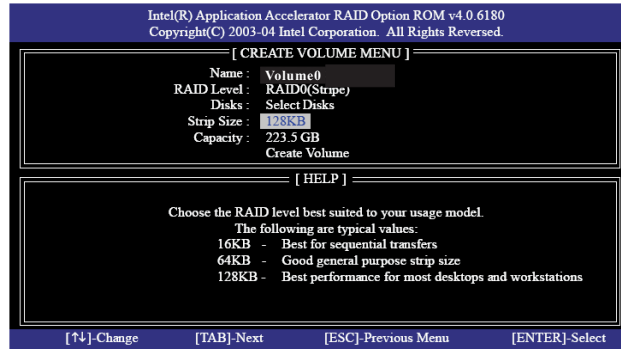 Intel(R) Application Accelerator RAID Option ROM v4.0.6180
Copyright(C) 2003-04 Intel Corporation. All Rights Reversed.
[ CREATE VOLUME MENU ]
Name : Volume0
RAID Level : RAID0(Stripe)
Disks : Select Disks
Strip Size : 128KB
Capacity : 223.5 GB
Create Volume
[ HELP ]
Choose the RAID level best suited to your usage model.
The following are typical values:
16KB - Best for sequential transfers
64KB - Good general purpose strip size
128KB - Best performance for most desktops and workstations
[↑↓]-Change [TAB]-Next [ESC]-Previous Menu [ENTER]-Select